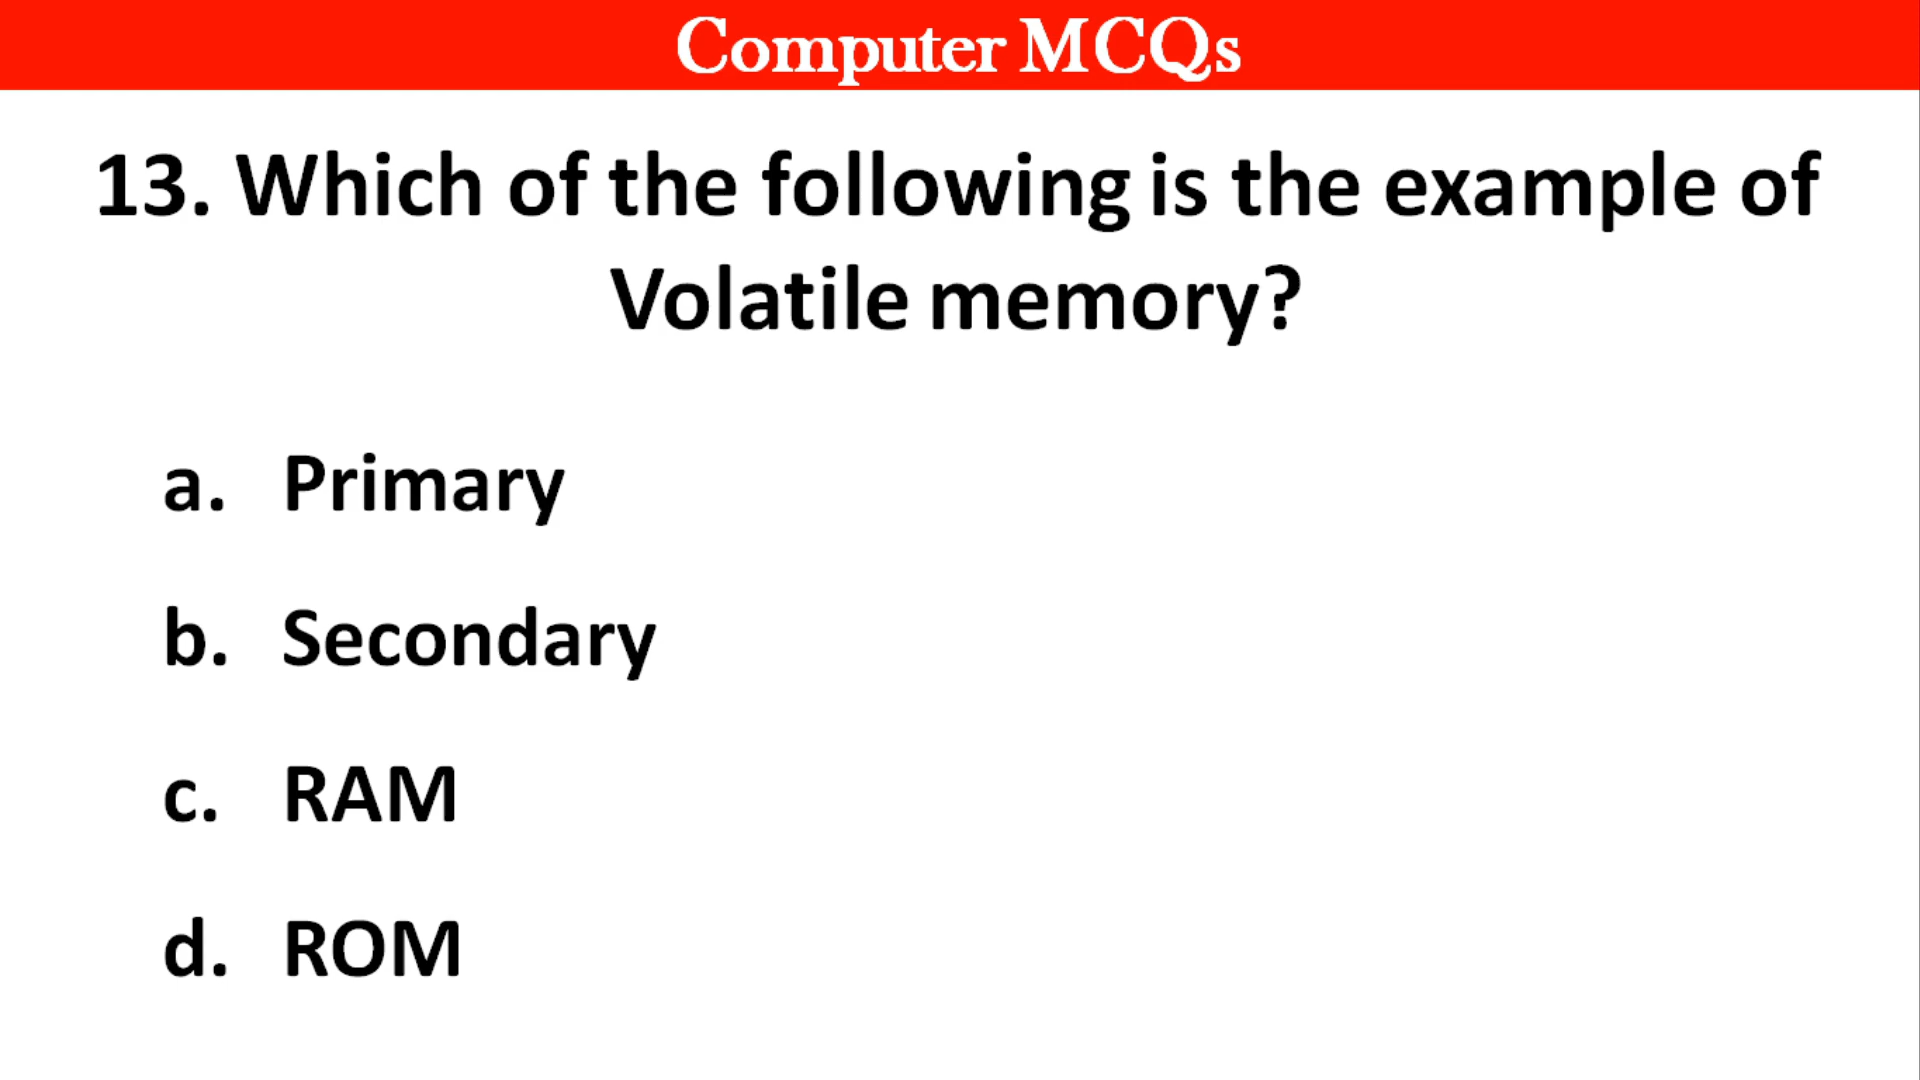 Computer MCQs
13. Which of the following is the example of
Volatile memory?
a. Primary
b. Secondary
c. RAM
d. ROM